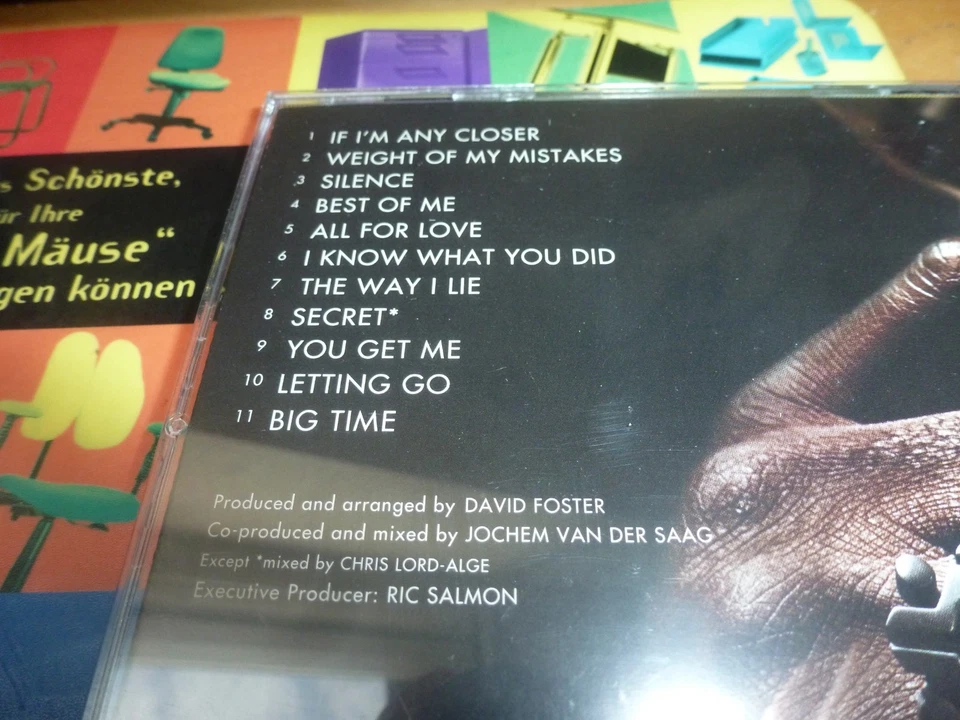 s Schönste,
ür Ihre
Mäuse“
gen können
1 IF I'M ANY CLOSER
2 WEIGHT OF MY MISTAKES
3 SILENCE
4 BEST OF ME
5 ALL FOR LOVE
6 I KNOW WHAT YOU DID
7 THE WAY I LIE
8 SECRET*
9 YOU GET ME
10 LETTING GO
11 BIG TIME
Produced and arranged by DAVID FOSTER
Co-produced and mixed by JOCHEM VAN DER SAAG
Except *mixed by CHRIS LORD-ALGE
Executive Producer: RIC SALMON